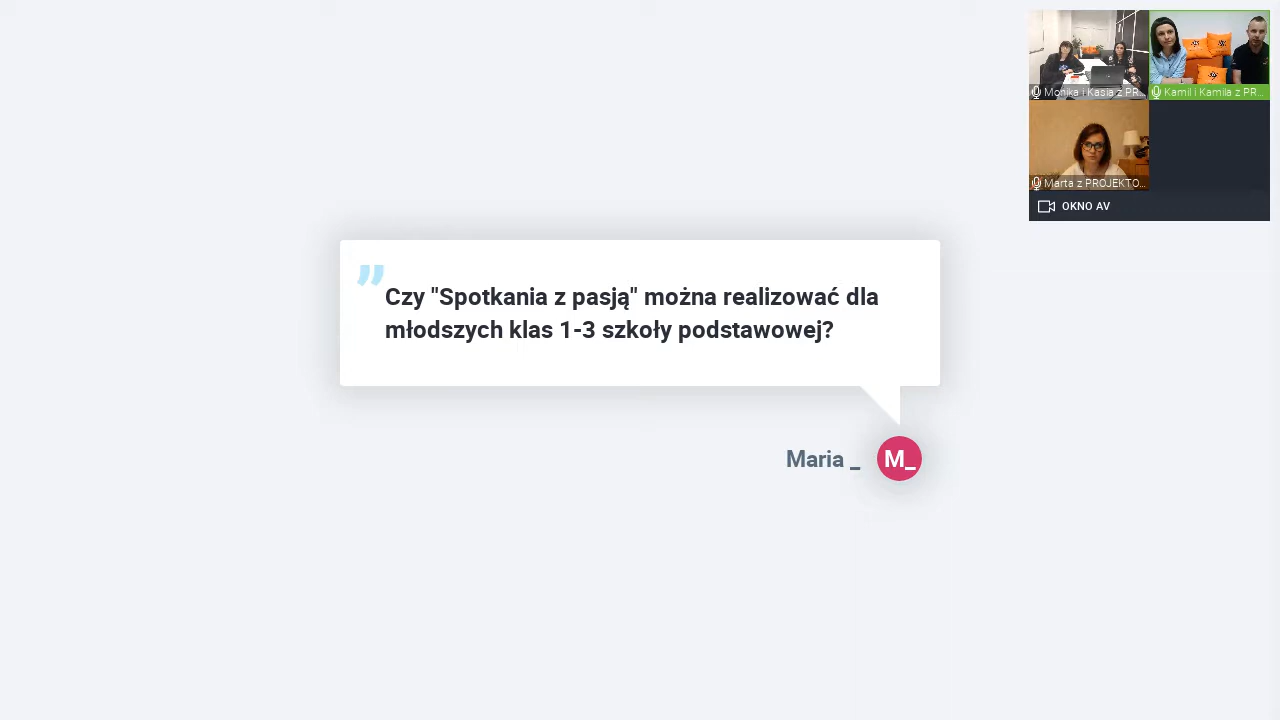 Monika i Kasia z PR...
Kamil i Kamila z PR...
Marta z PROJEKTO...
OKNO AV
”
Czy "Spotkania z pasją" można realizować dla
młodszych klas 1-3 szkoły podstawowej?
Maria _
M_